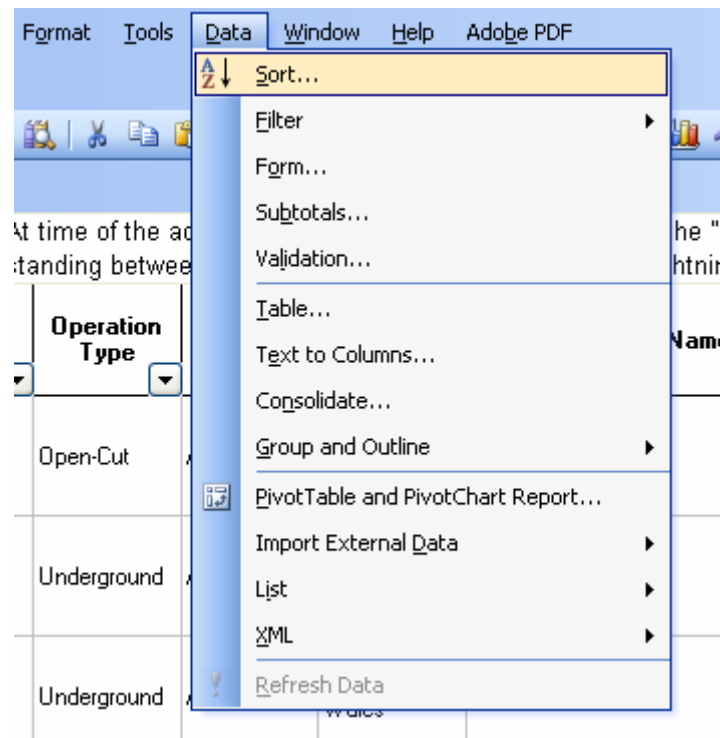 Format Tools Data Window Help Adobe PDF
Sort...
Filter
Form...
Subtotals...
Validation...
Table...
Text to Columns...
Consolidate...
Group and Outline
PivotTable and PivotChart Report...
Import External Data
List
XML
Refresh Data
At time of the he "
standing
Operation
Type
Open-Cut
Underground
Underground